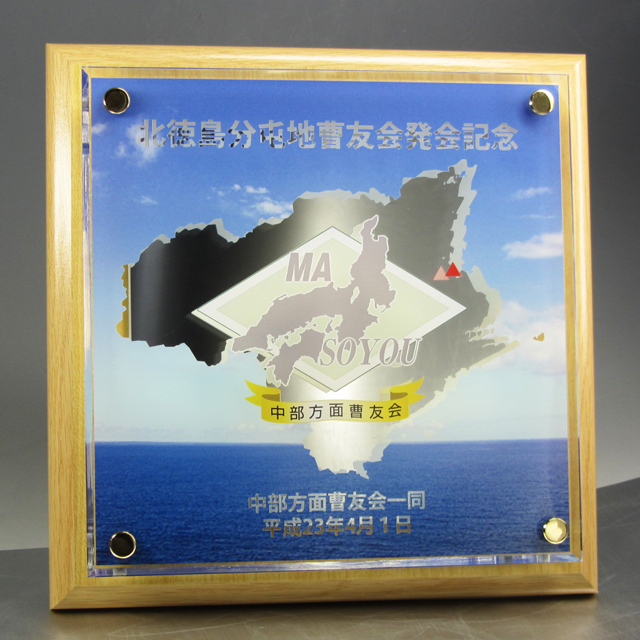 北徳島分屯地曹友会発会記念
MA
SOYOU
中部方面曹友会
中部方面曹友会一同
平成23年4月1日